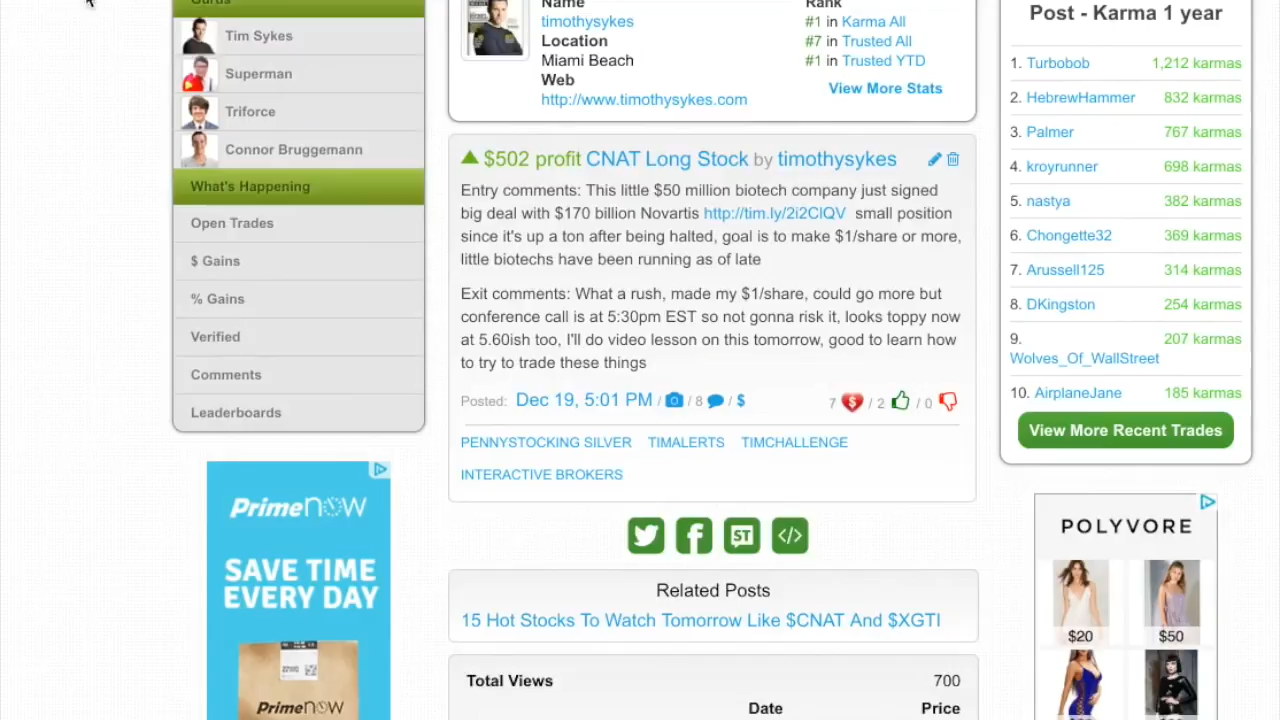 Gurus
Tim Sykes
Superman
Triforce
Connor Bruggemann
What's Happening
Open Trades
$ Gains
% Gains
Verified
Comments
Leaderboards
PrimeNOW
SAVE TIME
EVERY DAY
PrimeNOW
Name
timothysykes
Location
Miami Beach
Web
http://www.timothysykes.com
Rank
#1 in Karma All
#7 in Trusted All
#1 in Trusted YTD
View More Stats
$502 profit CNAT Long Stock by timothysykes
Entry comments: This little $50 million biotech company just signed
big deal with $170 billion Novartis http://tim.ly/2i2ClQV small position
since it's up a ton after being halted, goal is to make $1/share or more,
little biotechs have been running as of late
Exit comments: What a rush, made my $1/share, could go more but
conference call is at 5:30pm EST so not gonna risk it, looks toppy now
at 5.60ish too, I'll do video lesson on this tomorrow, good to learn how
to try to trade these things
Posted: Dec 19, 5:01 PM / / 8 / $
7 $ / 2 / 0
PENNYSTOCKING SILVER TIMALERTS TIMCHALLENGE
INTERACTIVE BROKERS
ST </>
Related Posts
15 Hot Stocks To Watch Tomorrow Like $CNAT And $XGTI
Total Views 700
Date Price
Post - Karma 1 year
1. Turbobob 1,212 karmas
2. HebrewHammer 832 karmas
3. Palmer 767 karmas
4. kroyrunner 698 karmas
5. nastya 382 karmas
6. Chongette32 369 karmas
7. Arussell125 314 karmas
8. DKingston 254 karmas
9. 207 karmas
Wolves_Of_WallStreet
10. AirplaneJane 185 karmas
View More Recent Trades
POLYVORE
$20 $50